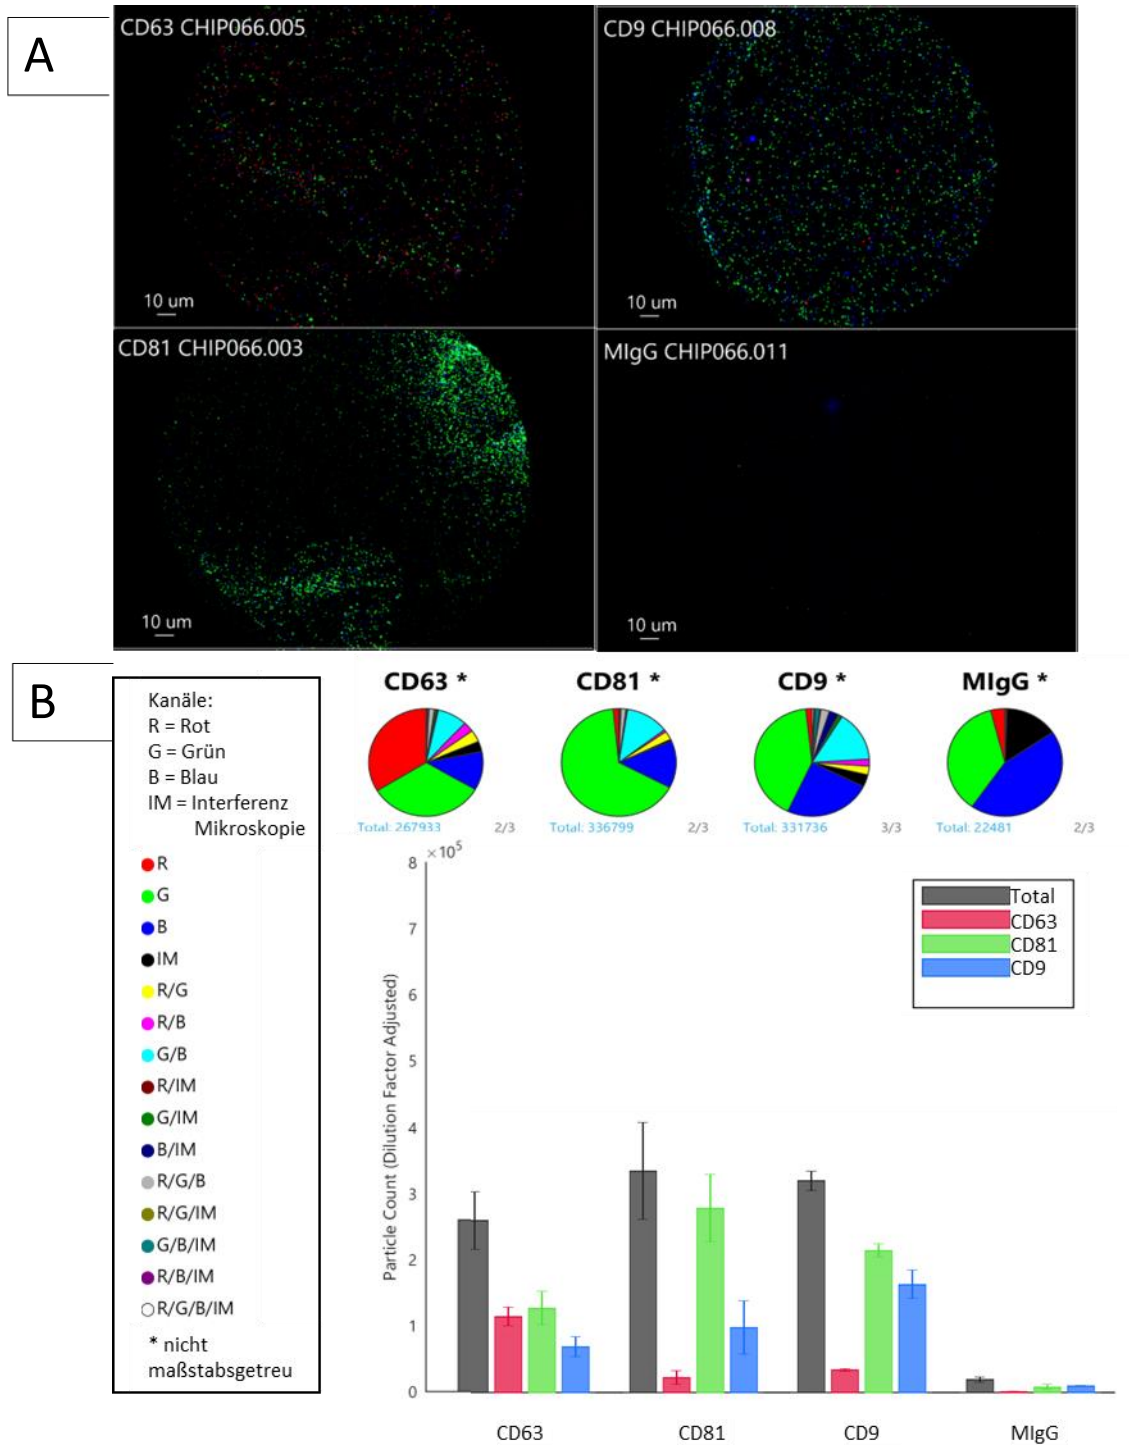 A
CD63 CHIP066.005
CD9 CHIP066.008
10 um
10 um
CD81 CHIP066.003
MIgG CHIP066.011
10 um
10 um
B
Kanäle:
R = Rot
G = Grün
B = Blau
IM = Interferenz
Mikroskopie
R
G
B
IM
R/G
R/B
G/B
R/IM
G/IM
B/IM
R/G/B
R/G/IM
G/B/IM
R/B/IM
R/G/B/IM
* nicht
maßstabsgetreu
CD63 *
CD81 *
CD9 *
MIgG *
Total: 267933
2/3
Total: 336799
2/3
Total: 331736
3/3
Total: 22481
2/3
×10⁵
8
7
6
5
4
3
2
1
0
Particle Count (Dilution Factor Adjusted)
Total
CD63
CD81
CD9
CD63
CD81
CD9
MIgG